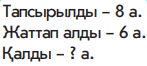 Тапсырылды – 8 а.
Жаттап алды – 6 а.
Қалды – ? а.